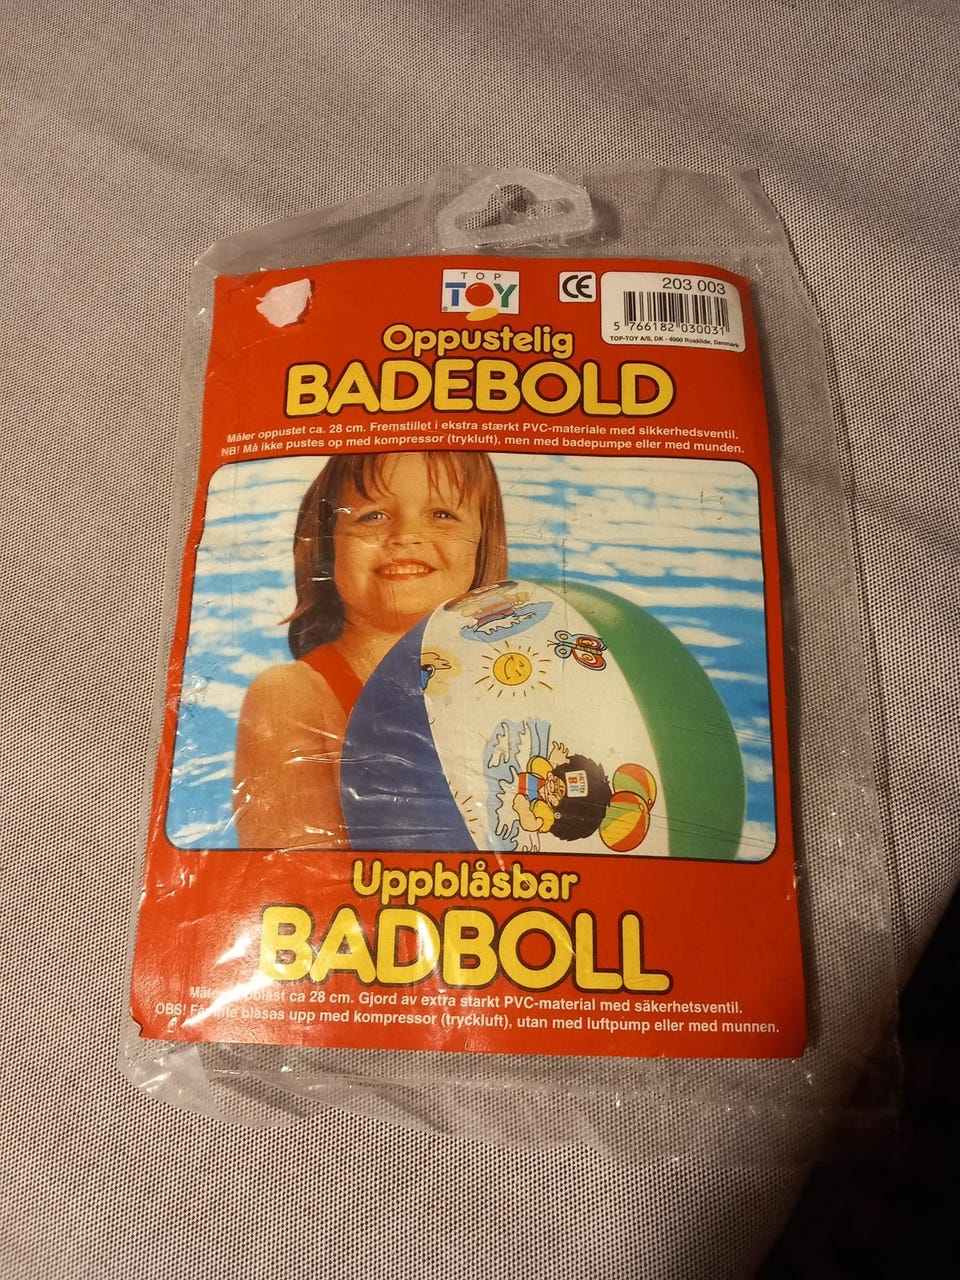 TOP
TOY
CE
203 003
5 766182 030031
TOP-TOY A/S, DK - 4000 Roskilde, Danmark
Oppustelig
BADEBOLD
Måler oppustet ca. 28 cm. Fremstillet i ekstra stærkt PVC-materiale med sikkerhedsventil.
NB! Må ikke pustes op med kompressor (trykluft), men med badepumpe eller med munden.
BR
Uppblåsbar
BADBOLL
ca 28 cm. Gjord av extra starkt PVC-material med säkerhetsventil.
OBS! blåsas upp med kompressor (tryckluft), utan med luftpump eller med munnen.